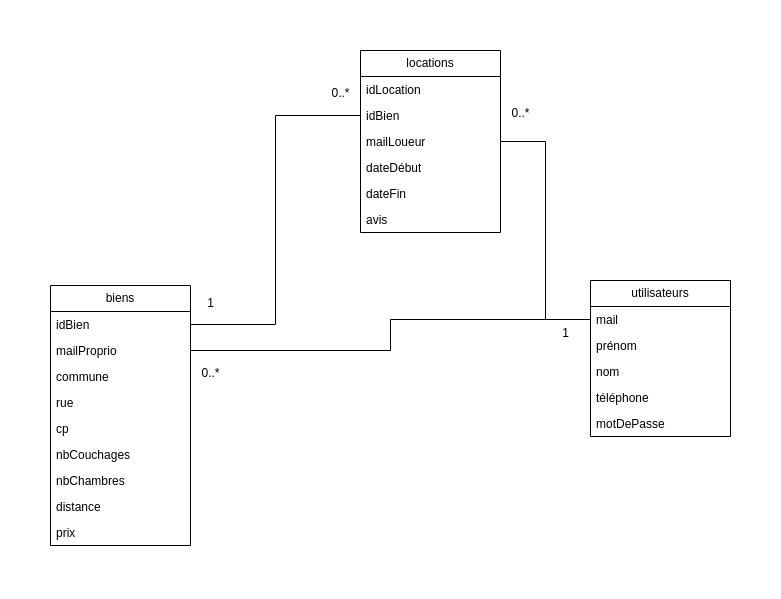 locations
0..*
idLocation
idBien
0..*
mailLoueur
dateDébut
dateFin
avis
biens
1
idBien
mailProprio
0..*
commune
rue
cp
nbCouchages
nbChambres
distance
prix
utilisateurs
mail
1
prénom
nom
téléphone
motDePasse